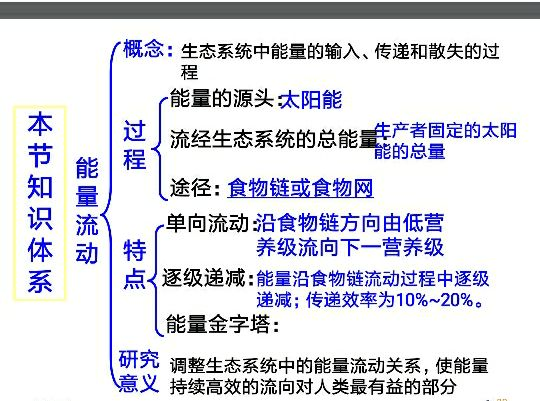 本节知识体系
能量流动
概念：生态系统中能量的输入、传递和散失的过
程
过程
能量的源头：太阳能
流经生态系统的总能量：生产者固定的太阳
能的总量
途径：食物链或食物网
特点
单向流动：沿食物链方向由低营
养级流向下一营养级
逐级递减：能量沿食物链流动过程中逐级
递减；传递效率为10%~20%。
能量金字塔：
研究
意义
调整生态系统中的能量流动关系，使能量
持续高效的流向对人类最有益的部分